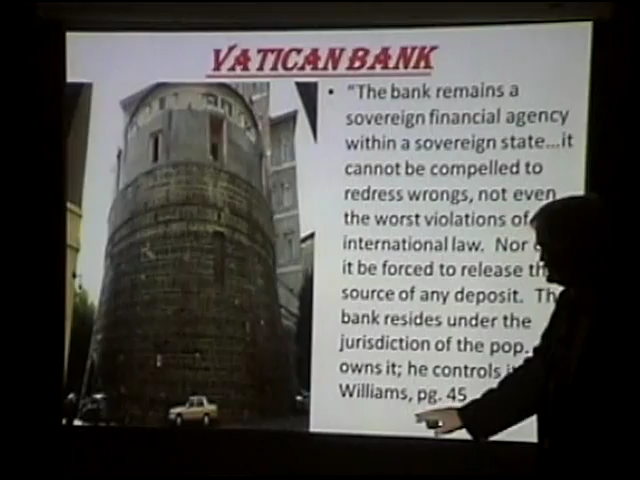 VATICAN BANK
• "The bank remains a
sovereign financial agency
within a sovereign state...it
cannot be compelled to
redress wrongs, not even
the worst violations of
international law. Nor
it be forced to release
source of any deposit.
bank resides under the
jurisdiction of the
owns it; he controls
Williams, pg. 45